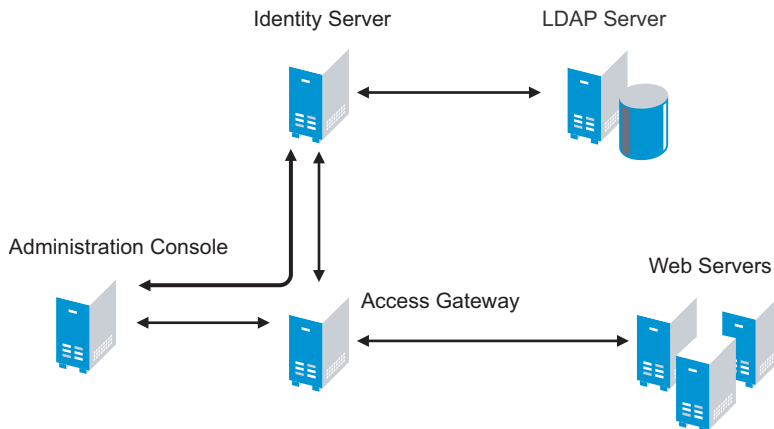 Identity Server
LDAP Server
Administration Console
Web Servers
Access Gateway